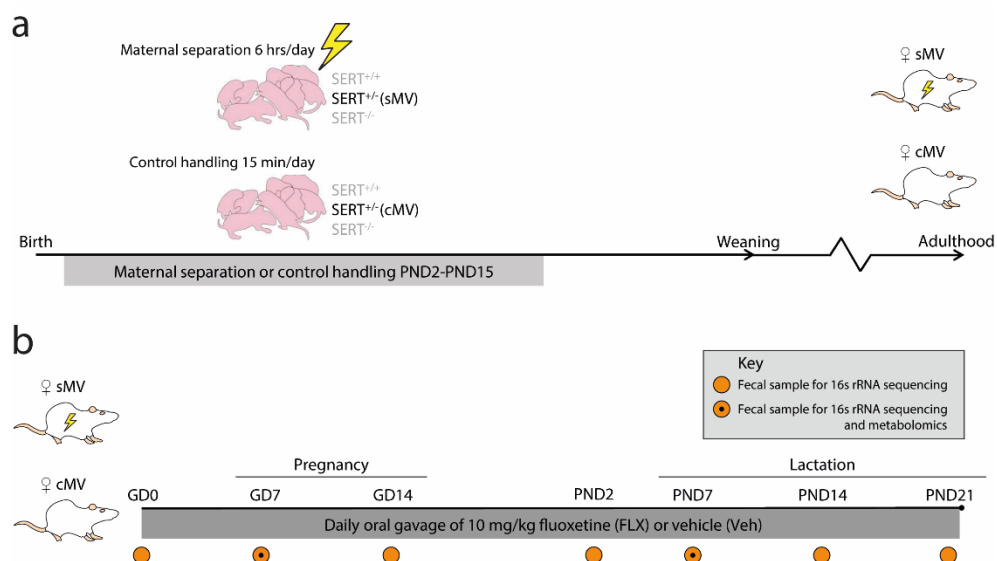 a
Maternal separation 6 hrs/day
SERT+/+
SERT+/-(sMV)
SERT-/-
♀ sMV
Control handling 15 min/day
SERT+/+
SERT+/-(cMV)
SERT-/-
♀ cMV
Birth
Weaning
Adulthood
Maternal separation or control handling PND2-PND15
b
♀ sMV
Key
Fecal sample for 16s rRNA sequencing
Fecal sample for 16s rRNA sequencing
and metabolomics
♀ cMV
Pregnancy
Lactation
GD0
GD7
GD14
PND2
PND7
PND14
PND21
Daily oral gavage of 10 mg/kg fluoxetine (FLX) or vehicle (Veh)